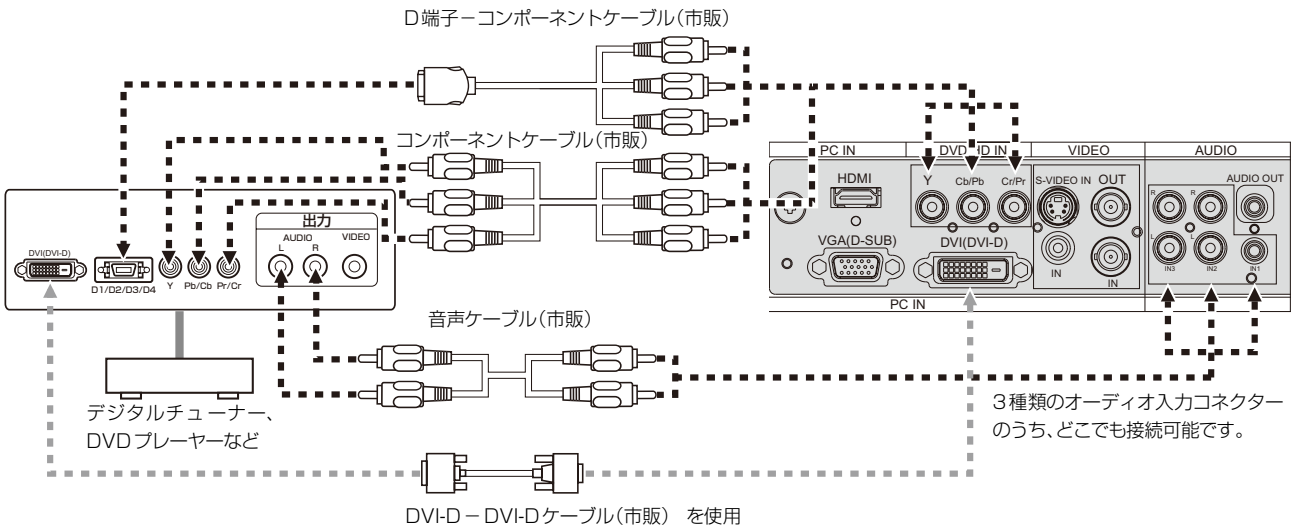 D端子－コンポーネントケーブル(市販)
コンポーネントケーブル(市販)
PC IN
DVD/HD IN
VIDEO
AUDIO
HDMI
Y
Cb/Pb
Cr/Pr
S-VIDEO IN
OUT
AUDIO OUT
R
R
VGA(D-SUB)
DVI(DVI-D)
IN
IN
L
L
IN3
IN2
IN1
PC IN
出力
AUDIO
VIDEO
L
R
DVI(DVI-D)
D1/D2/D3/D4
Y
Pb/Cb
Pr/Cr
音声ケーブル(市販)
デジタルチューナー、
DVDプレーヤーなど
3種類のオーディオ入力コネクター
のうち、どこでも接続可能です。
DVI-D－DVI-Dケーブル(市販) を使用